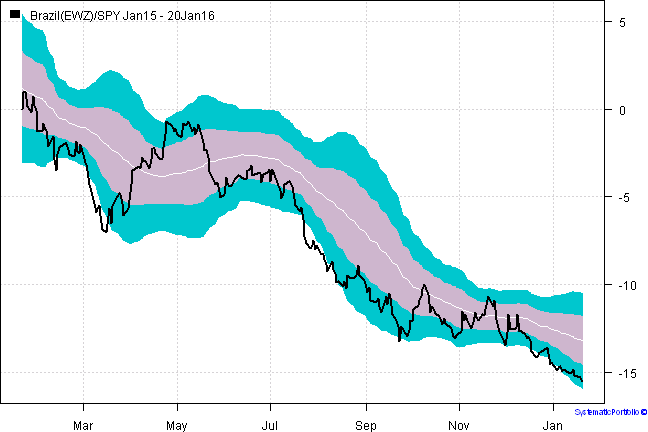 Brazil(EWZ)/SPY Jan15 - 20Jan16
5
0
-5
-10
-15
Mar May Jul Sep Nov Jan
SystematicPortfolio ©